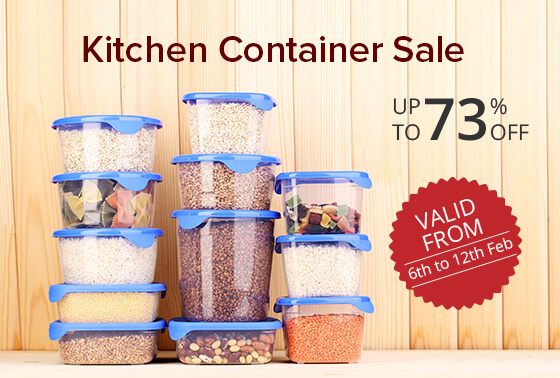 Kitchen Container Sale
UP TO 73% OFF
VALID
FROM
6th to 12th Feb